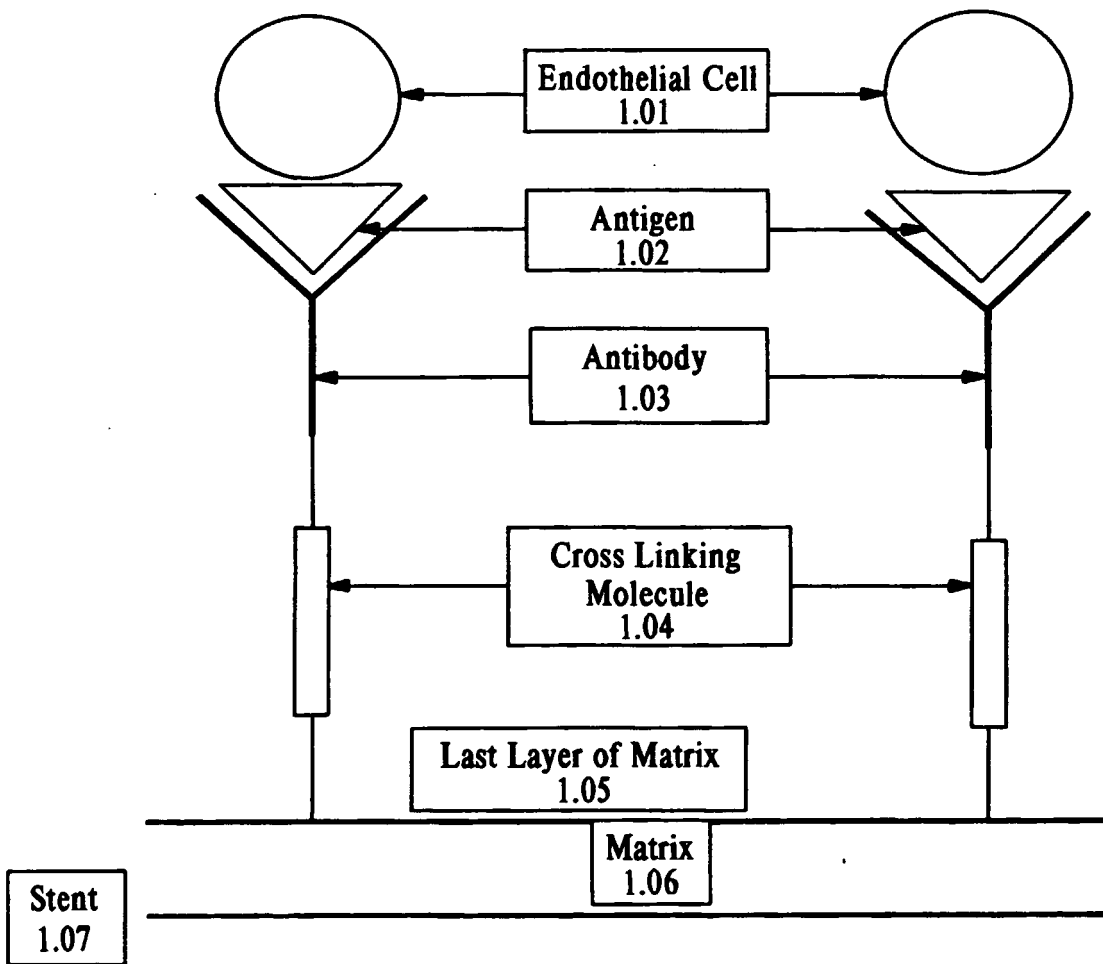 Endothelial Cell
1.01
Antigen
1.02
Antibody
1.03
Cross Linking
Molecule
1.04
Last Layer of Matrix
1.05
Matrix
1.06
Stent
1.07